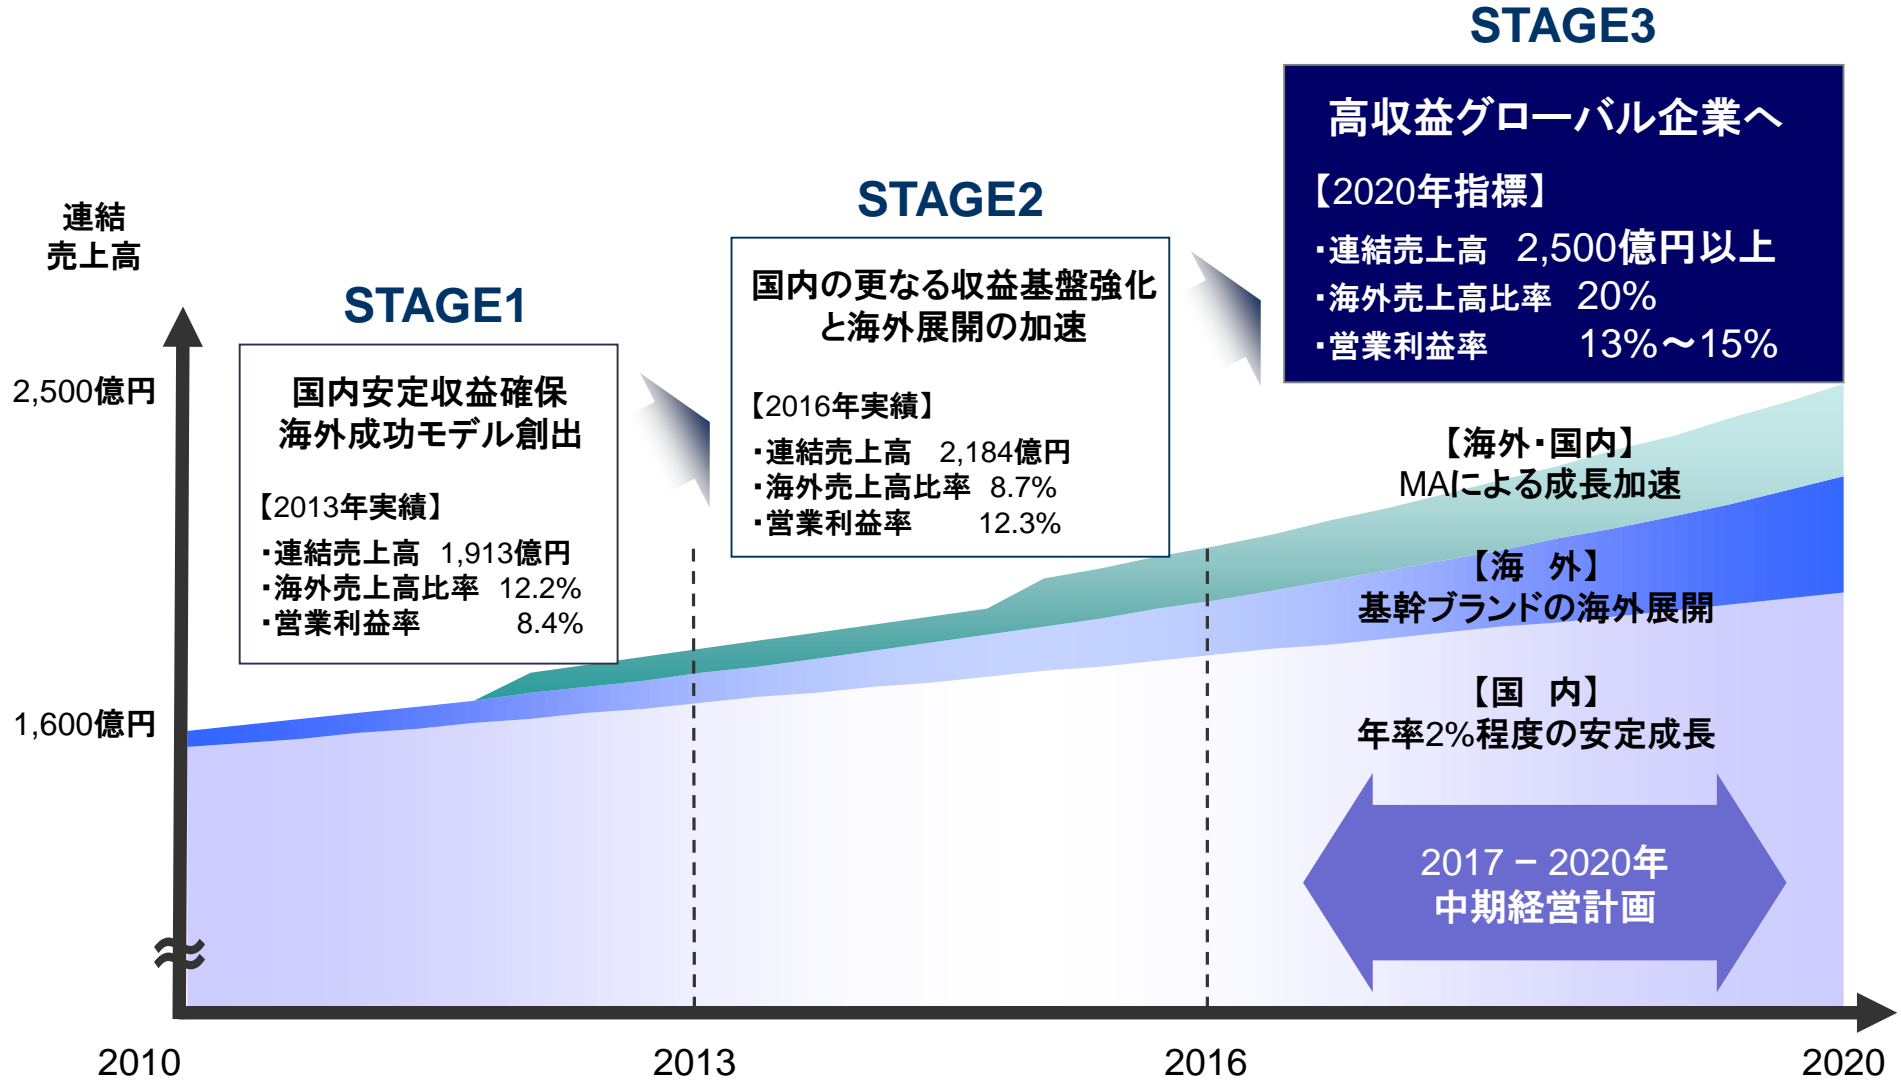 STAGE3
高収益グローバル企業へ
【2020年指標】
・連結売上高 2,500億円以上
・海外売上高比率 20%
・営業利益率 13%～15%
STAGE2
国内の更なる収益基盤強化
と海外展開の加速
【2016年実績】
・連結売上高 2,184億円
・海外売上高比率 8.7%
・営業利益率 12.3%
STAGE1
国内安定収益確保
海外成功モデル創出
【2013年実績】
・連結売上高 1,913億円
・海外売上高比率 12.2%
・営業利益率 8.4%
連結
売上高
2,500億円
1,600億円
【海外・国内】
MAによる成長加速
【海 外】
基幹ブランドの海外展開
【国 内】
年率2%程度の安定成長
2017 － 2020年
中期経営計画
2010
2013
2016
2020